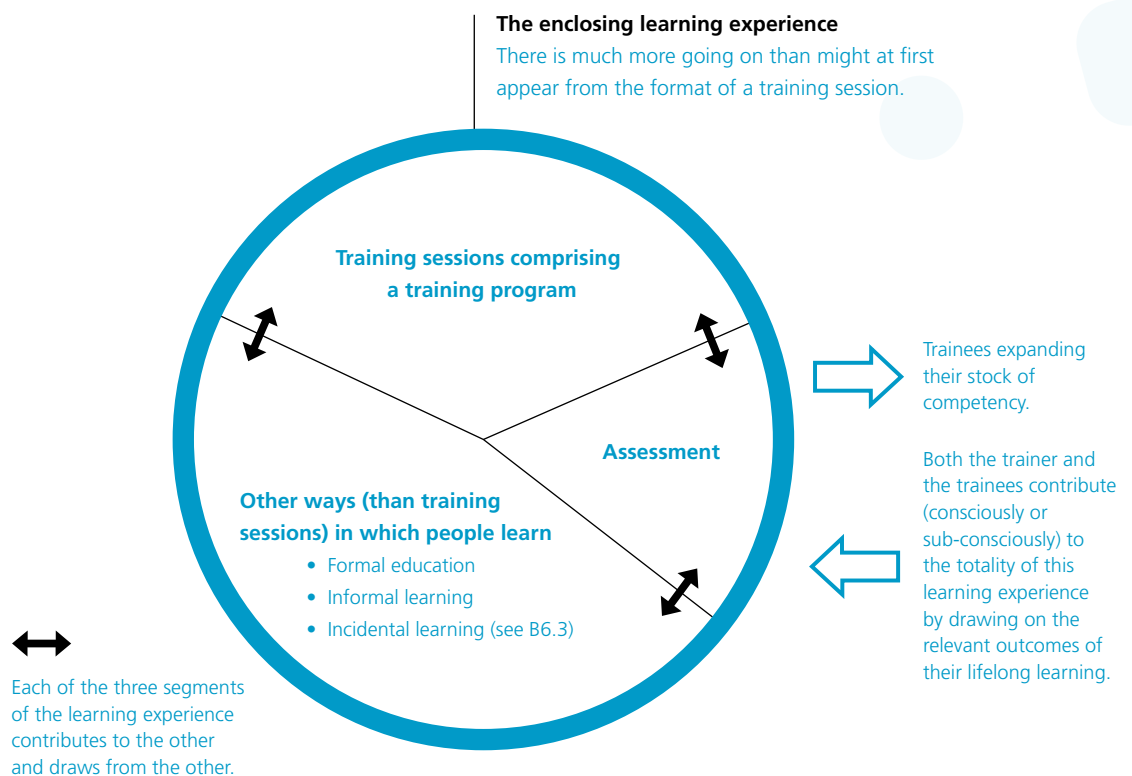 The enclosing learning experience
There is much more going on than might at first
appear from the format of a training session.
Training sessions comprising
a training program
Assessment
Other ways (than training
sessions) in which people learn
• Formal education
• Informal learning
• Incidental learning (see B6.3)
Trainees expanding
their stock of
competency.
Both the trainer and
the trainees contribute
(consciously or
sub-consciously) to
the totality of this
learning experience
by drawing on the
relevant outcomes of
their lifelong learning.
Each of the three segments
of the learning experience
contributes to the other
and draws from the other.